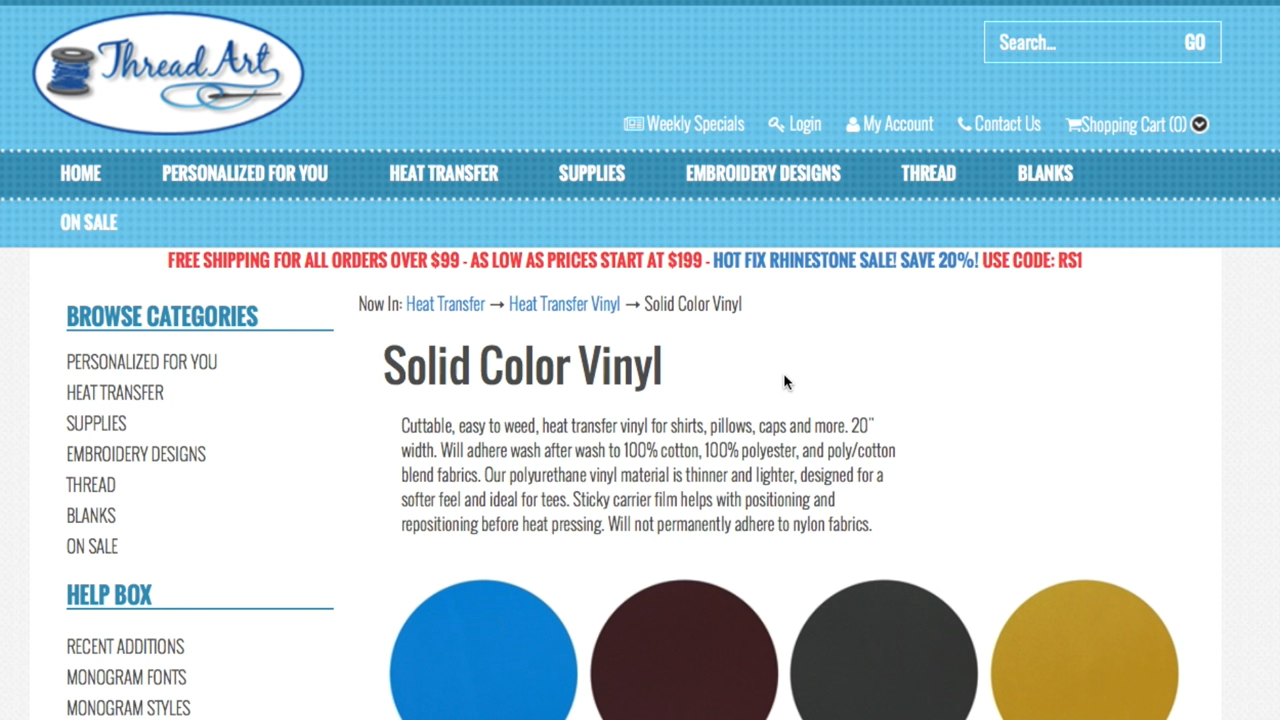 Thread Art
Search...
GO
Weekly Specials
Login
My Account
Contact Us
Shopping Cart (0)
HOME
PERSONALIZED FOR YOU
HEAT TRANSFER
SUPPLIES
EMBROIDERY DESIGNS
THREAD
BLANKS
ON SALE
FREE SHIPPING FOR ALL ORDERS OVER $99 - AS LOW AS PRICES START AT $199 - HOT FIX RHINESTONE SALE! SAVE 20%! USE CODE: RS1
BROWSE CATEGORIES
PERSONALIZED FOR YOU
HEAT TRANSFER
SUPPLIES
EMBROIDERY DESIGNS
THREAD
BLANKS
ON SALE
HELP BOX
RECENT ADDITIONS
MONOGRAM FONTS
MONOGRAM STYLES
Now In: Heat Transfer → Heat Transfer Vinyl → Solid Color Vinyl
Solid Color Vinyl
Cuttable, easy to weed, heat transfer vinyl for shirts, pillows, caps and more. 20"
width. Will adhere wash after wash to 100% cotton, 100% polyester, and poly/cotton
blend fabrics. Our polyurethane vinyl material is thinner and lighter, designed for a
softer feel and ideal for tees. Sticky carrier film helps with positioning and
repositioning before heat pressing. Will not permanently adhere to nylon fabrics.